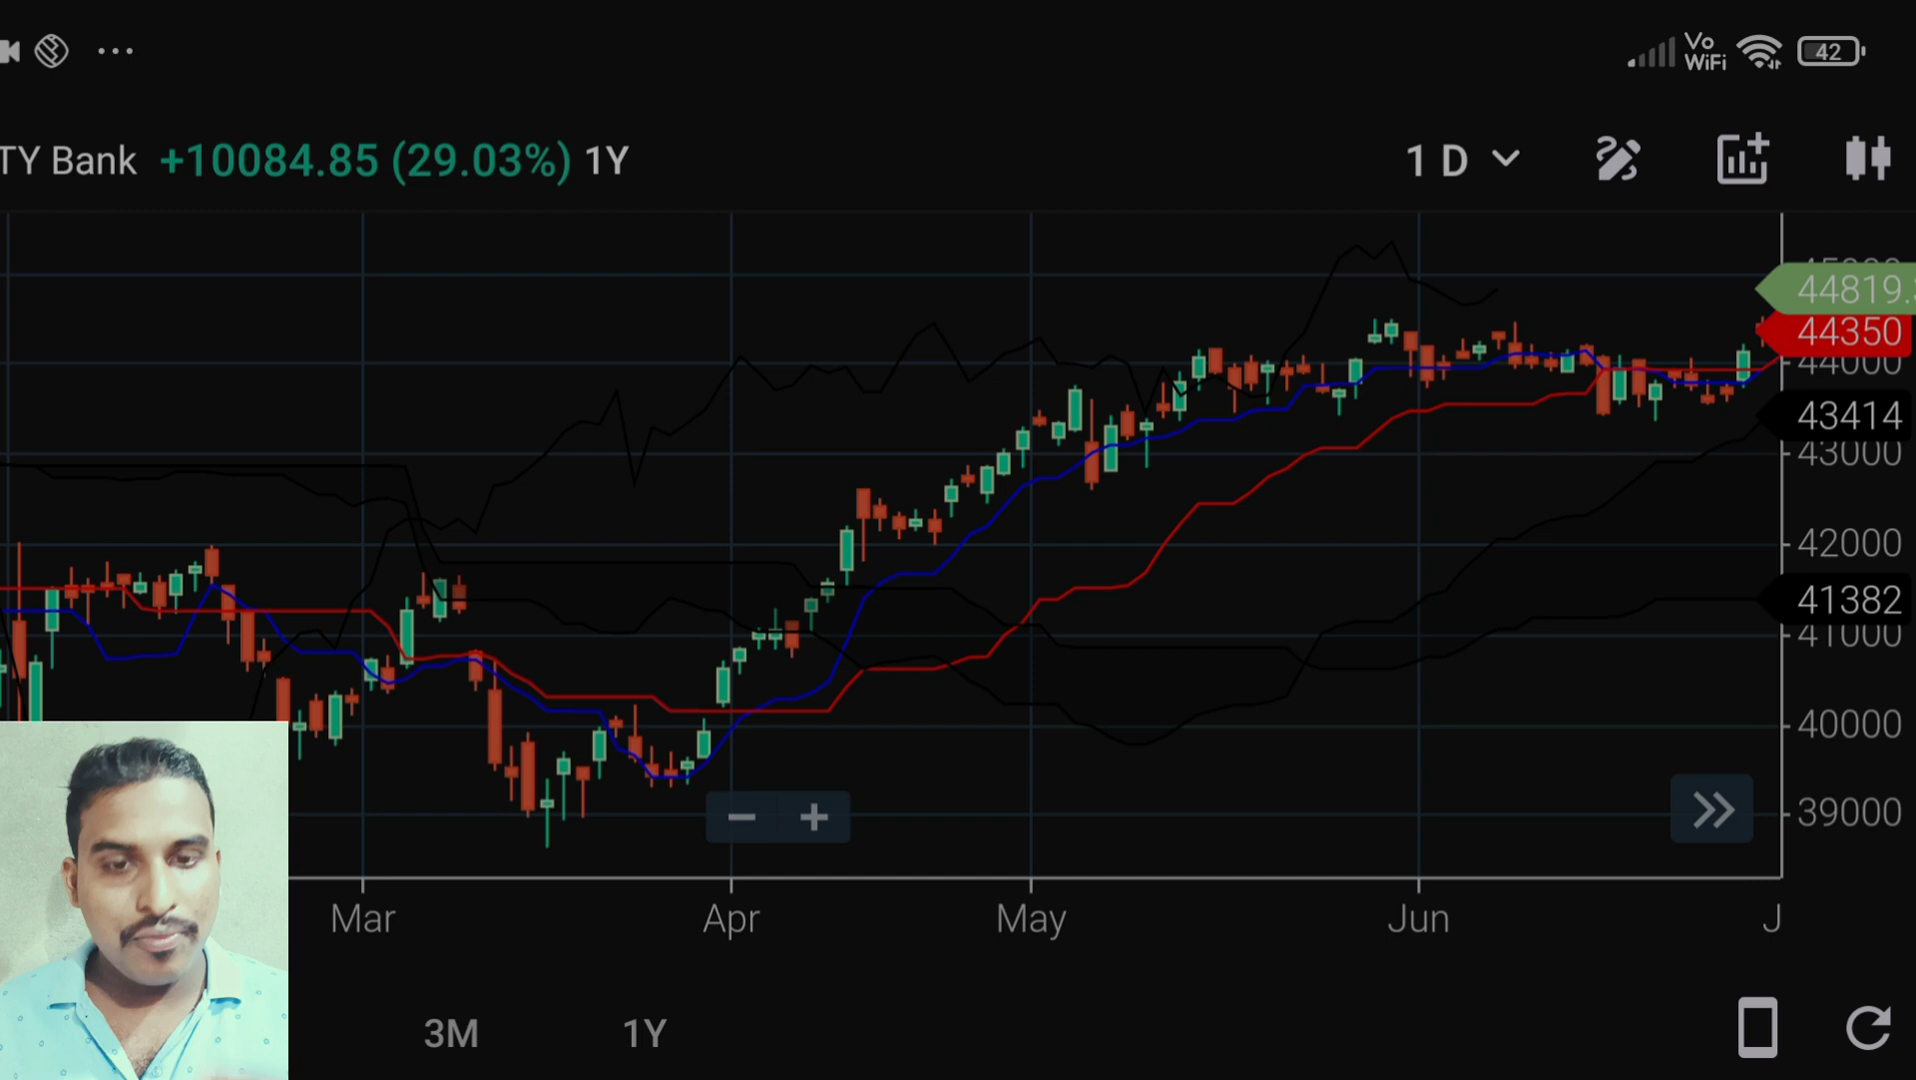 Vo
WiFi
42
TY Bank +10084.85 (29.03%) 1Y
1 D
44819.
44350
44000
43414
43000
42000
41382
41000
40000
39000
Mar Apr May Jun J
3M 1Y